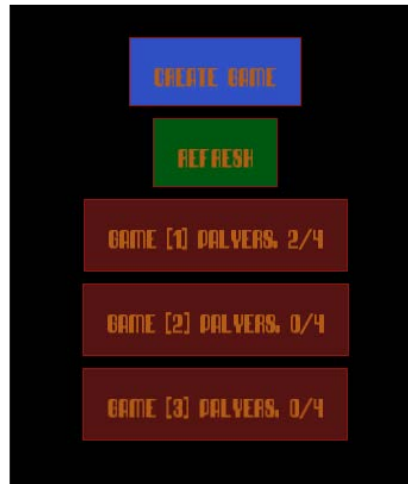 CREATE GAME
REFRESH
GAME [1] PALYERS. 2/4
GAME [2] PALYERS. 0/4
GAME [3] PALYERS. 0/4